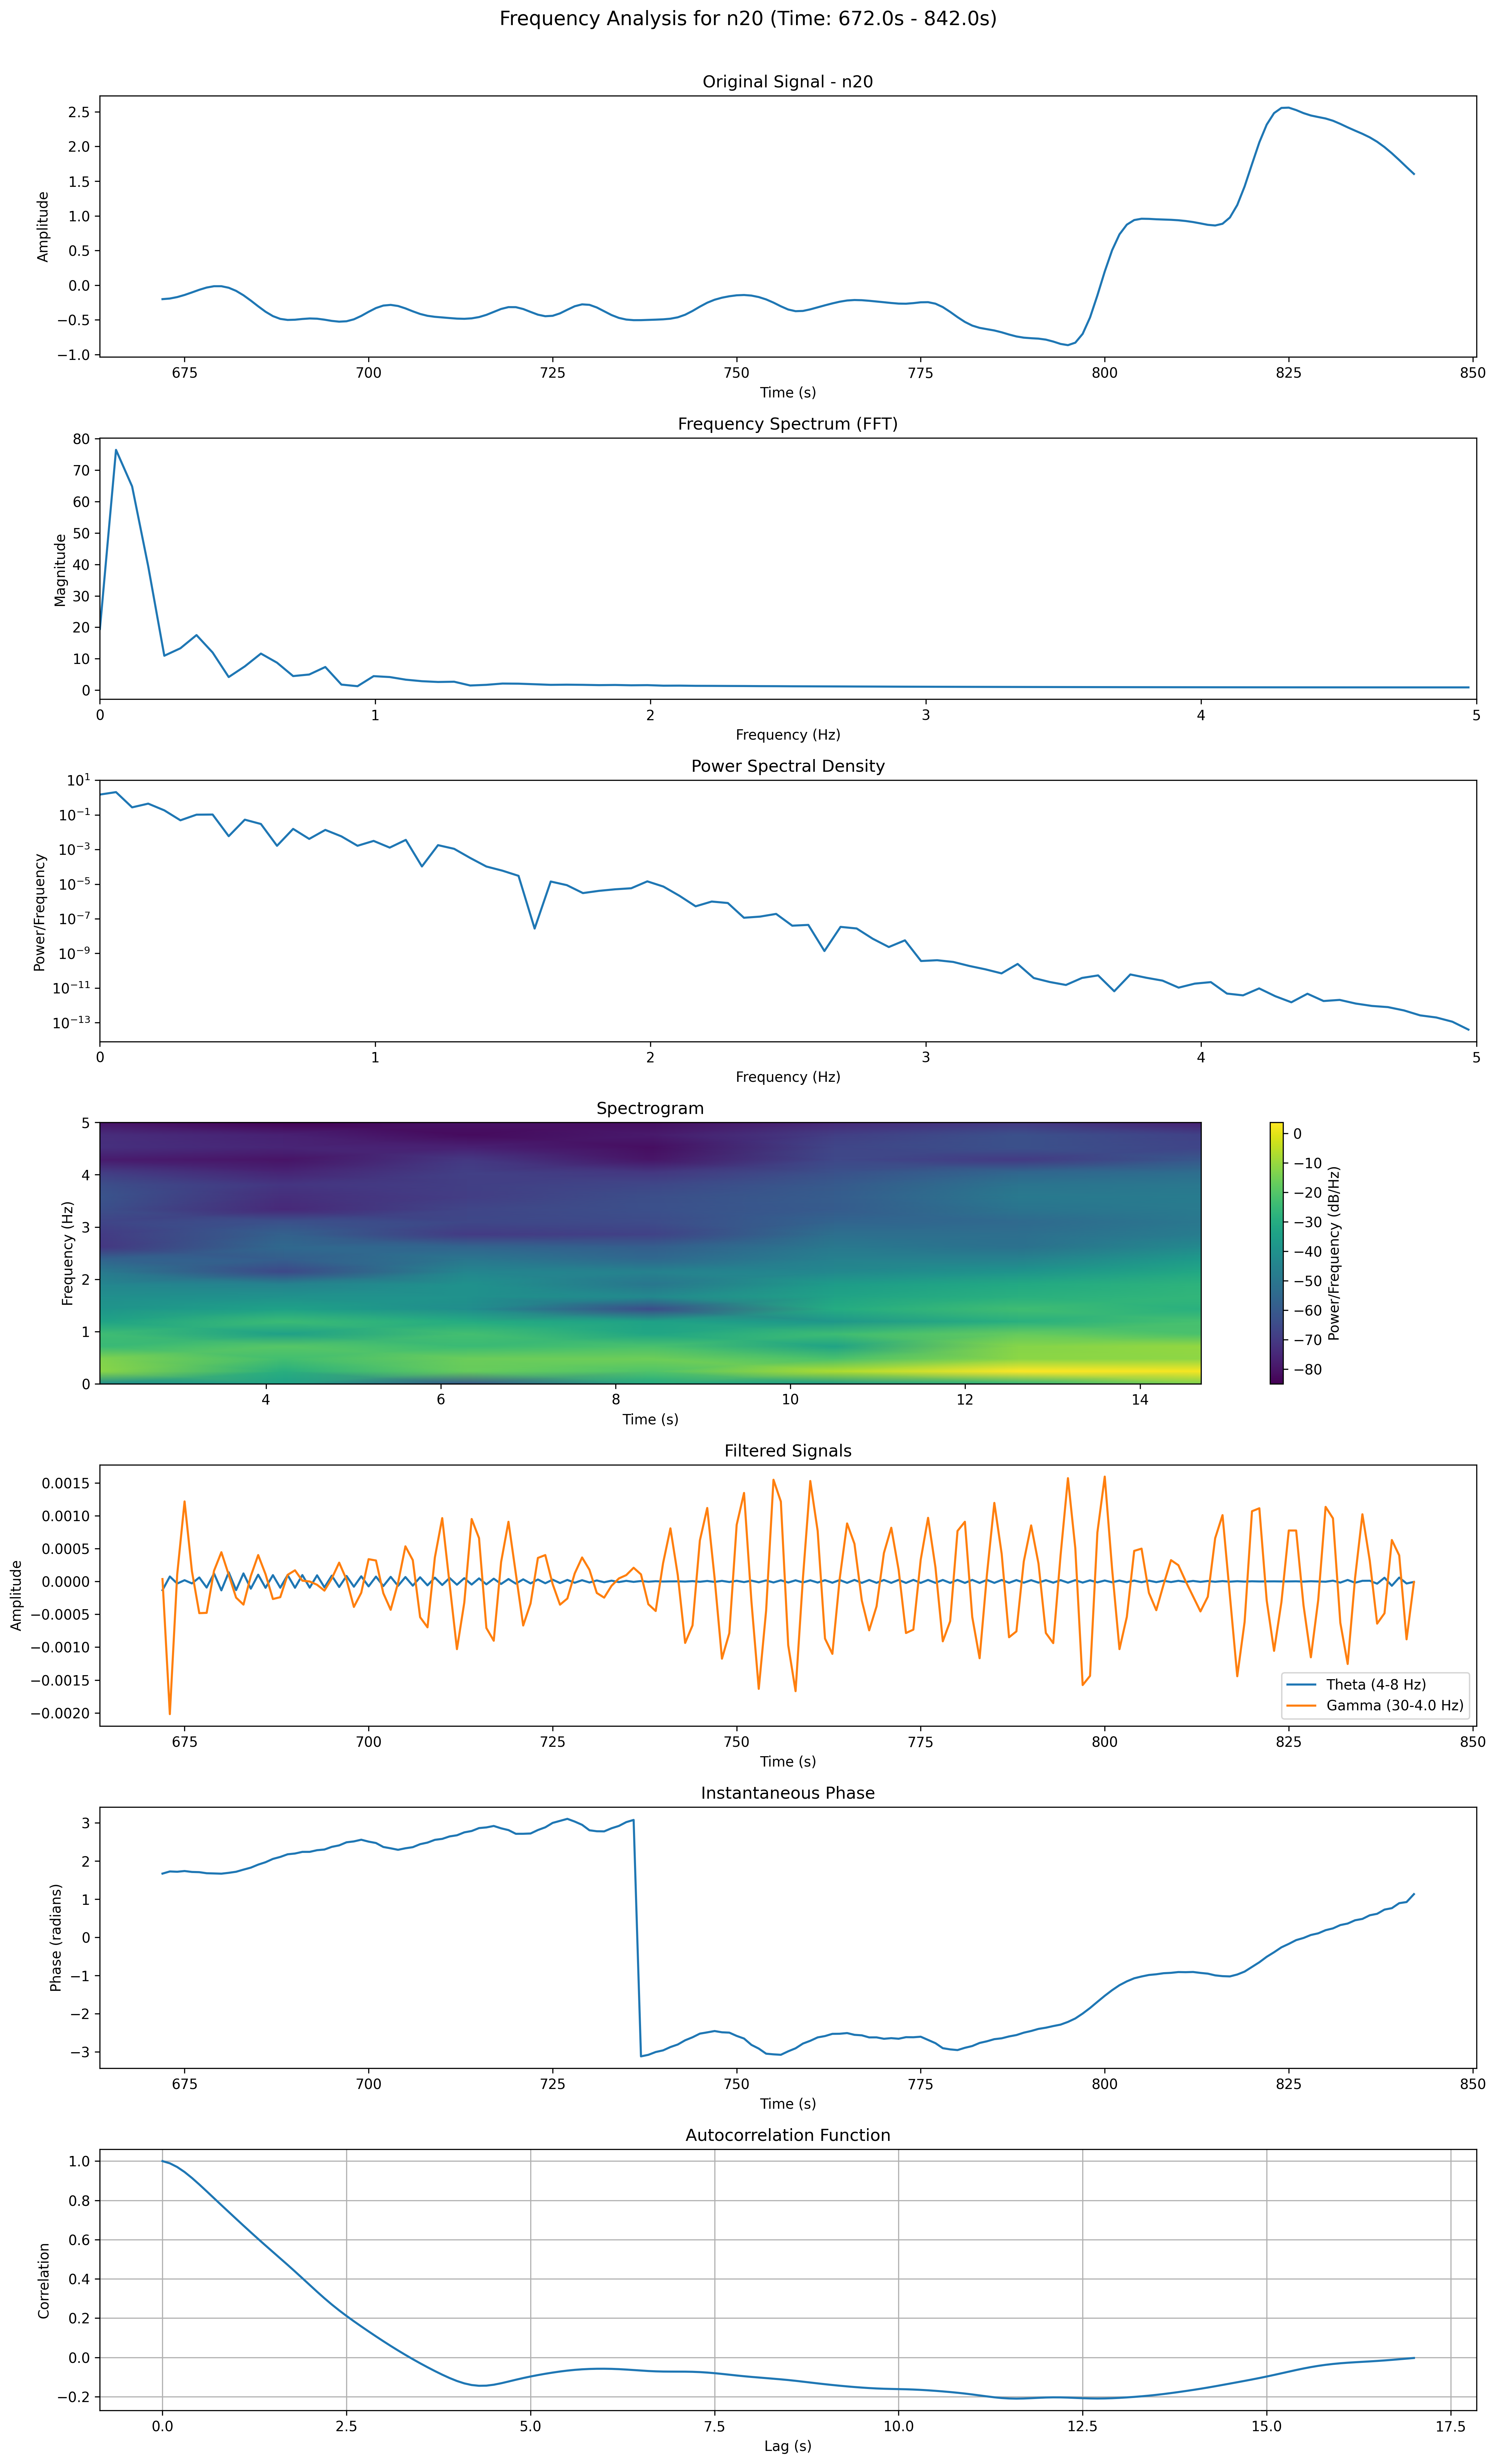 Frequency Analysis for n20 (Time: 672.0s - 842.0s)
Original Signal - n20
Amplitude
2.5
2.0
1.5
1.0
0.5
0.0
−0.5
−1.0
675 700 725 750 775 800 825 850
Time (s)
Frequency Spectrum (FFT)
Magnitude
80
70
60
50
40
30
20
10
0
0 1 2 3 4 5
Frequency (Hz)
Power Spectral Density
Power/Frequency
10¹
10⁻¹
10⁻³
10⁻⁵
10⁻⁷
10⁻⁹
10⁻¹¹
10⁻¹³
0 1 2 3 4 5
Frequency (Hz)
Spectrogram
Frequency (Hz)
5
4
3
2
1
0
4 6 8 10 12 14
Time (s)
0
−10
−20
−30
−40
−50
−60
−70
−80
Power/Frequency (dB/Hz)
Filtered Signals
Amplitude
0.0015
0.0010
0.0005
0.0000
−0.0005
−0.0010
−0.0015
−0.0020
Theta (4-8 Hz)
Gamma (30-4.0 Hz)
675 700 725 750 775 800 825 850
Time (s)
Instantaneous Phase
Phase (radians)
3
2
1
0
−1
−2
−3
675 700 725 750 775 800 825 850
Time (s)
Autocorrelation Function
Correlation
1.0
0.8
0.6
0.4
0.2
0.0
−0.2
0.0 2.5 5.0 7.5 10.0 12.5 15.0 17.5
Lag (s)